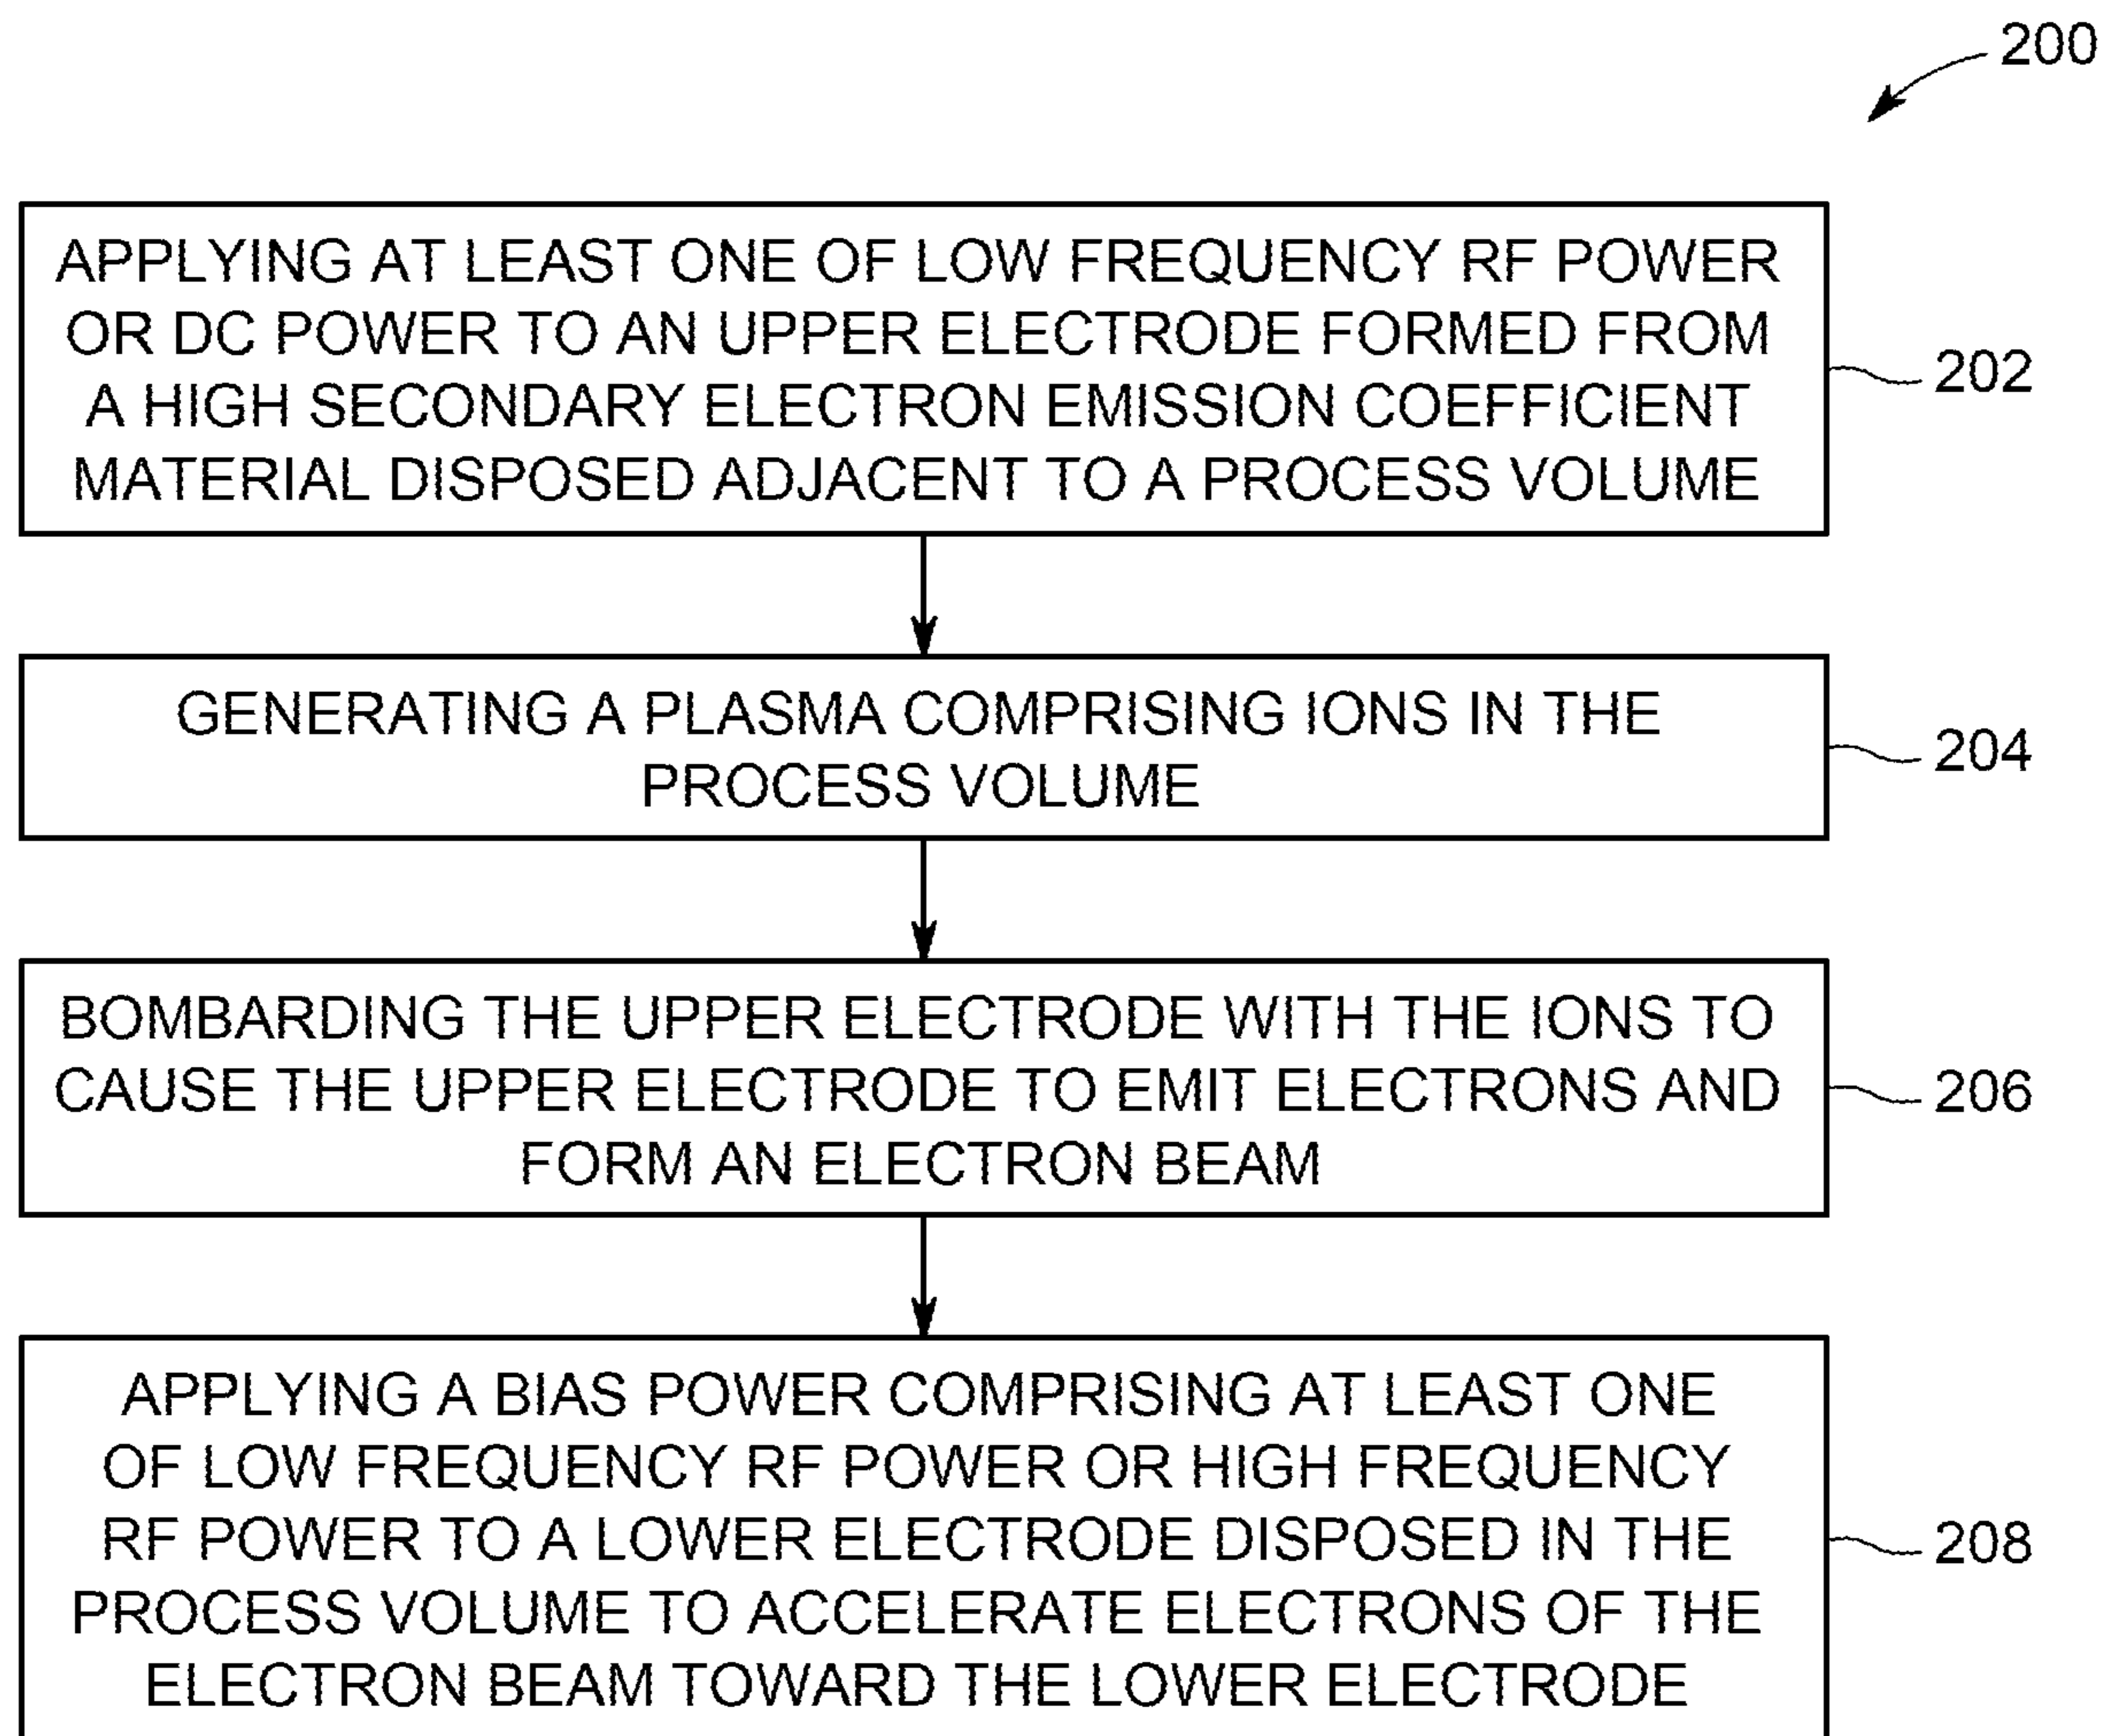 200
APPLYING AT LEAST ONE OF LOW FREQUENCY RF POWER
OR DC POWER TO AN UPPER ELECTRODE FORMED FROM
A HIGH SECONDARY ELECTRON EMISSION COEFFICIENT
MATERIAL DISPOSED ADJACENT TO A PROCESS VOLUME
202
GENERATING A PLASMA COMPRISING IONS IN THE
PROCESS VOLUME
204
BOMBARDING THE UPPER ELECTRODE WITH THE IONS TO
CAUSE THE UPPER ELECTRODE TO EMIT ELECTRONS AND
FORM AN ELECTRON BEAM
206
APPLYING A BIAS POWER COMPRISING AT LEAST ONE
OF LOW FREQUENCY RF POWER OR HIGH FREQUENCY
RF POWER TO A LOWER ELECTRODE DISPOSED IN THE
PROCESS VOLUME TO ACCELERATE ELECTRONS OF THE
ELECTRON BEAM TOWARD THE LOWER ELECTRODE
208